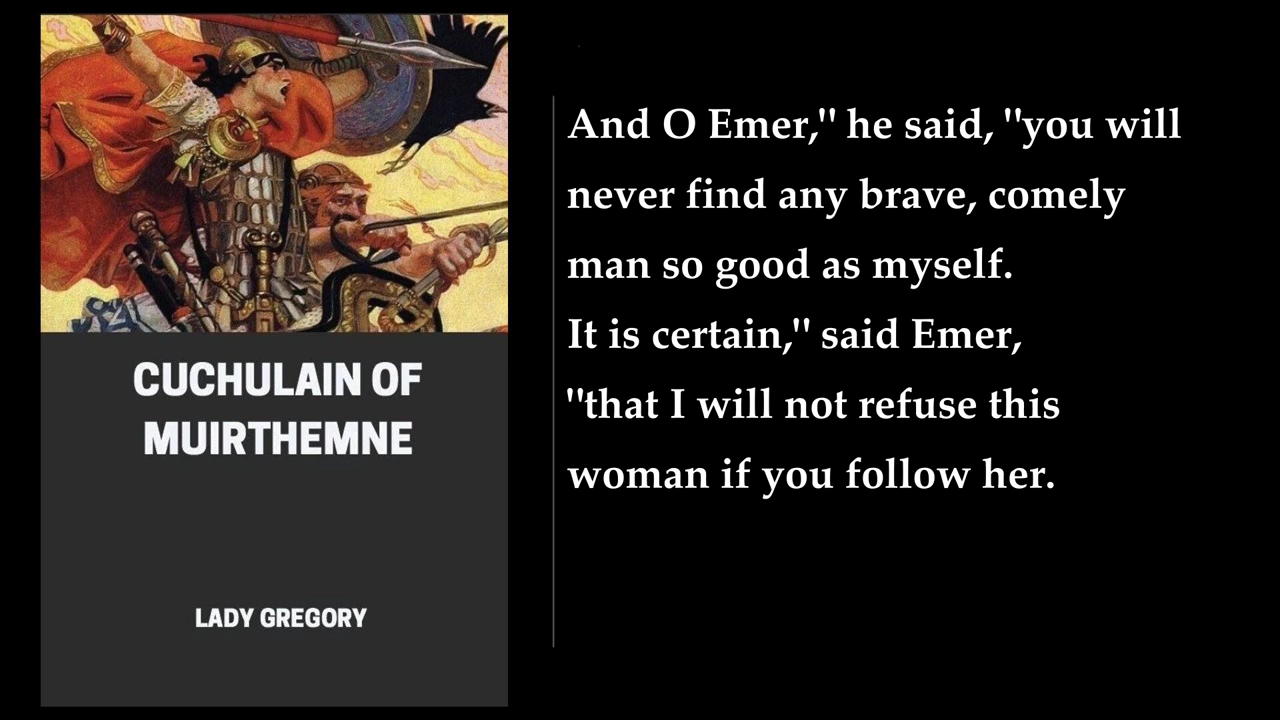 CUCHULAIN OF
MUIRTHEMNE
LADY GREGORY
And O Emer," he said, "you will
never find any brave, comely
man so good as myself.
It is certain," said Emer,
"that I will not refuse this
woman if you follow her.